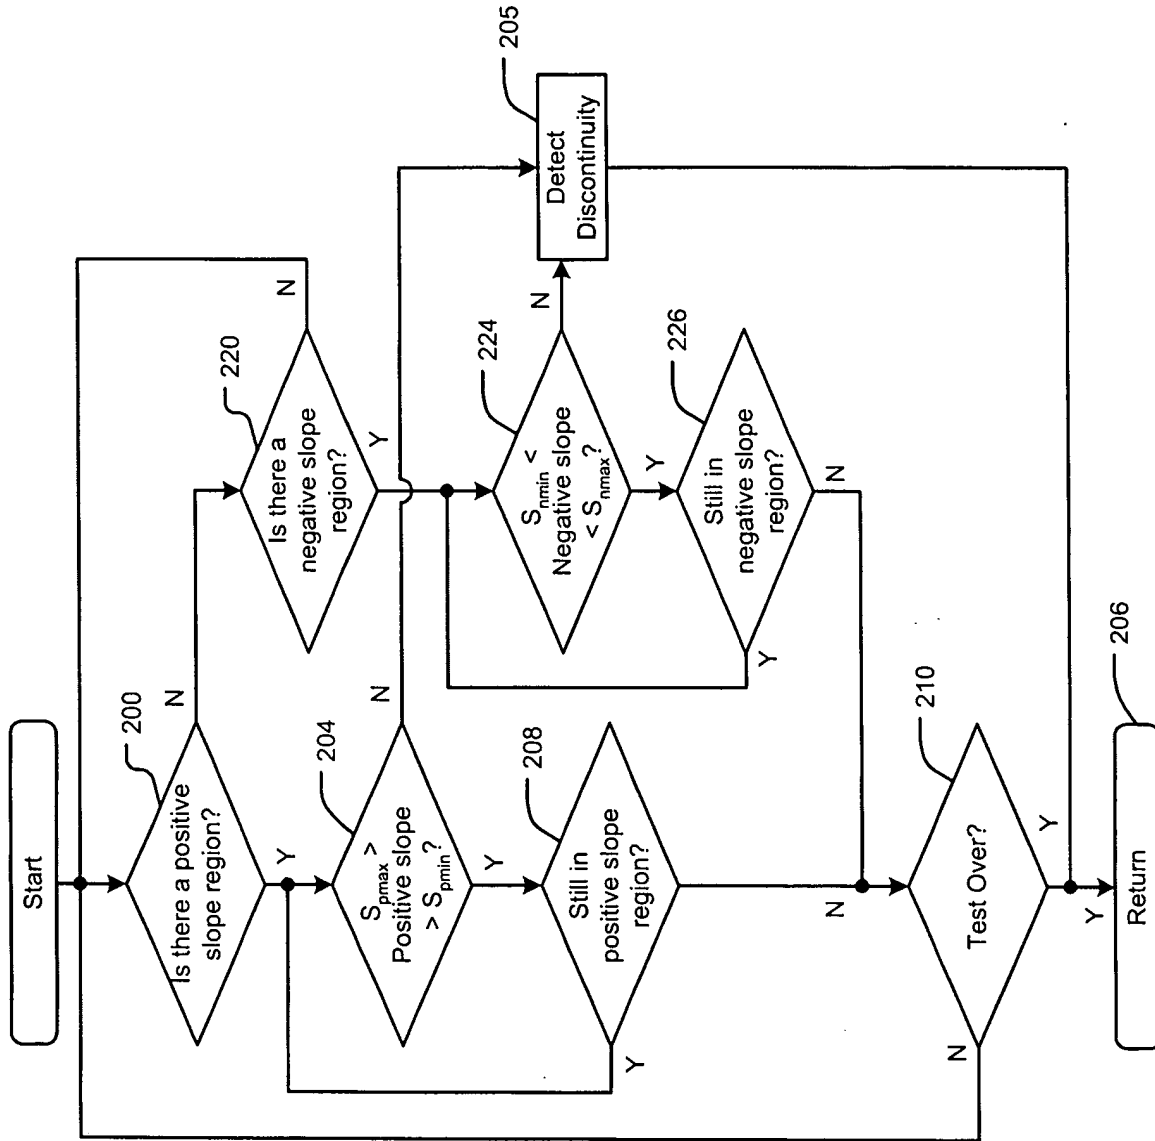 Start
200
Is there a positive
slope region?
N
Y
204
S_pmax >
Positive slope
> S_pmin?
N
Y
208
Still in
positive slope
region?
Y
N
220
Is there a
negative slope
region?
N
Y
224
S_nmin <
Negative slope
< S_nmax?
N
Y
226
Still in
negative slope
region?
Y
N
205
Detect
Discontinuity
210
Test Over?
N
Y
Y
206
Return